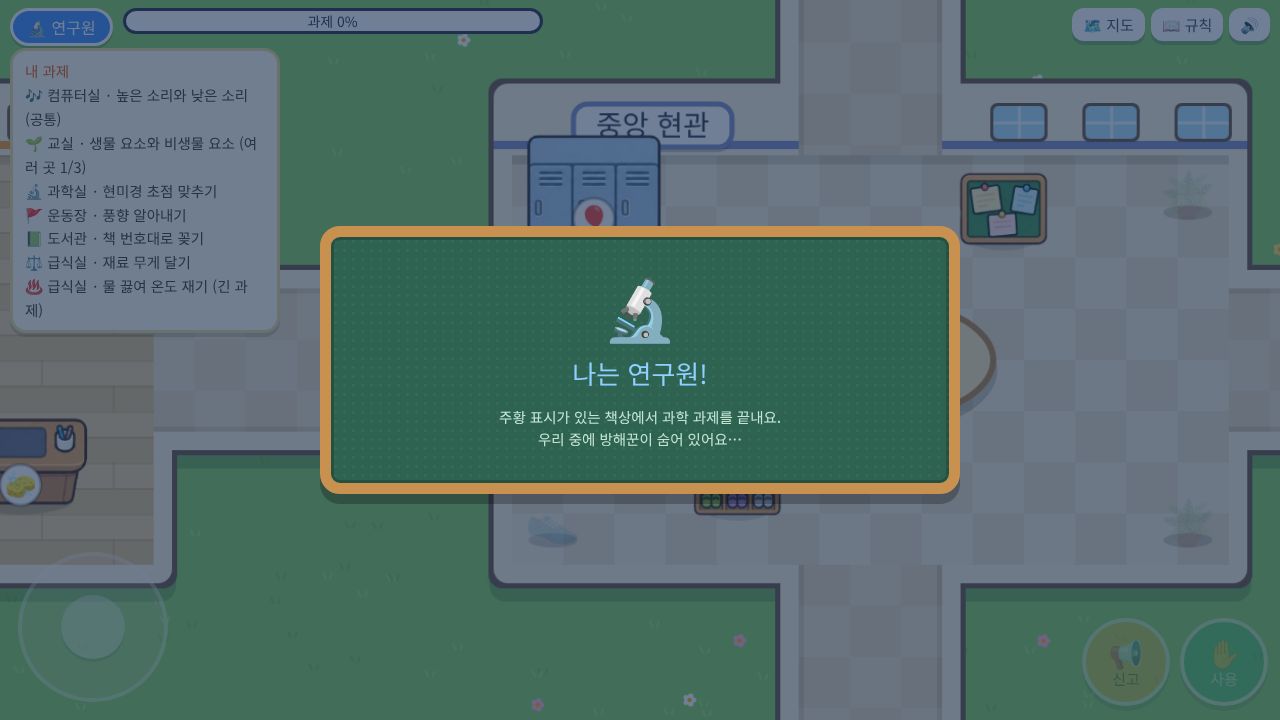 연구원
과제 0%
지도
규칙
내 과제
컴퓨터실 · 높은 소리와 낮은 소리
(공통)
교실 · 생물 요소와 비생물 요소 (여
러 곳 1/3)
과학실 · 현미경 초점 맞추기
운동장 · 풍향 알아내기
도서관 · 책 번호대로 꽂기
급식실 · 재료 무게 달기
급식실 · 물 끓여 온도 재기 (긴 과
제)
중앙 현관
나는 연구원!
주황 표시가 있는 책상에서 과학 과제를 끝내요.
우리 중에 방해꾼이 숨어 있어요…
신고
사용